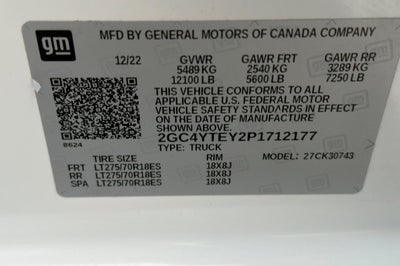 gm
MFD BY GENERAL MOTORS OF CANADA COMPANY
12/22 GVWR GAWR FRT GAWR RR
5489 KG 2540 KG 3289 KG
12100 LB 5600 LB 7250 LB
THIS VEHICLE CONFORMS TO ALL
APPLICABLE U.S. FEDERAL MOTOR
VEHICLE SAFETY STANDARDS IN EFFECT
ON THE DATE OF MANUFACTURE SHOWN ABOVE.
2GC4YTEY2P1712177
8624
TYPE: TRUCK
TIRE SIZE RIM MODEL: 27CK30743
FRT LT275/70R18ES 18X8J
RR LT275/70R18ES 18X8J
SPA LT275/70R18ES 18X8J